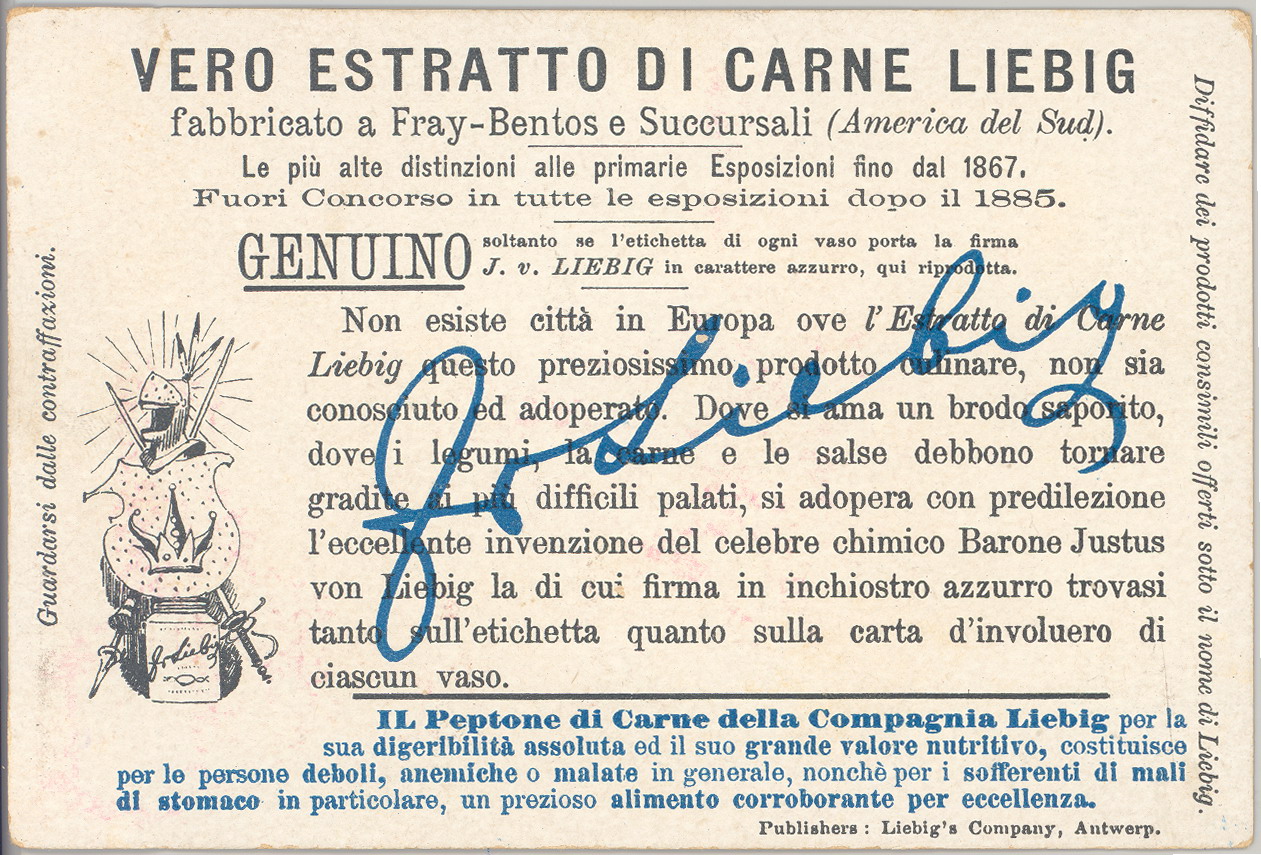 VERO ESTRATTO DI CARNE LIEBIG
fabbricato a Fray-Bentos e Succursali (America del Sud).
Le più alte distinzioni alle primarie Esposizioni fino dal 1867.
Fuori Concorso in tutte le esposizioni dopo il 1885.
GENUINO soltanto se l'etichetta di ogni vaso porta la firma
J. v. LIEBIG in carattere azzurro, qui riprodotta.
Non esiste città in Europa ove l'Estratto di Carne
Liebig questo preziosissimo prodotto culinare, non sia
conosciuto ed adoperato. Dove si ama un brodo saporito,
dove i legumi, la carne e le salse debbono tornare
gradite ai più difficili palati, si adopera con predilezione
l'eccellente invenzione del celebre chimico Barone Justus
von Liebig la di cui firma in inchiostro azzurro trovasi
tanto sull'etichetta quanto sulla carta d'involuero di
ciascun vaso.
JvLiebig
JvLiebig
IL Peptone di Carne della Compagnia Liebig per la
sua digeribilità assoluta ed il suo grande valore nutritivo, costituisce
per le persone deboli, anemiche o malate in generale, nonchè per i sofferenti di mali
di stomaco in particolare, un prezioso alimento corroborante per eccellenza.
Publishers : Liebig's Company, Antwerp.
Guardarsi dalle contraffazioni.
Diffidare dei prodotti consimili offerti sotto il nome di Liebig.